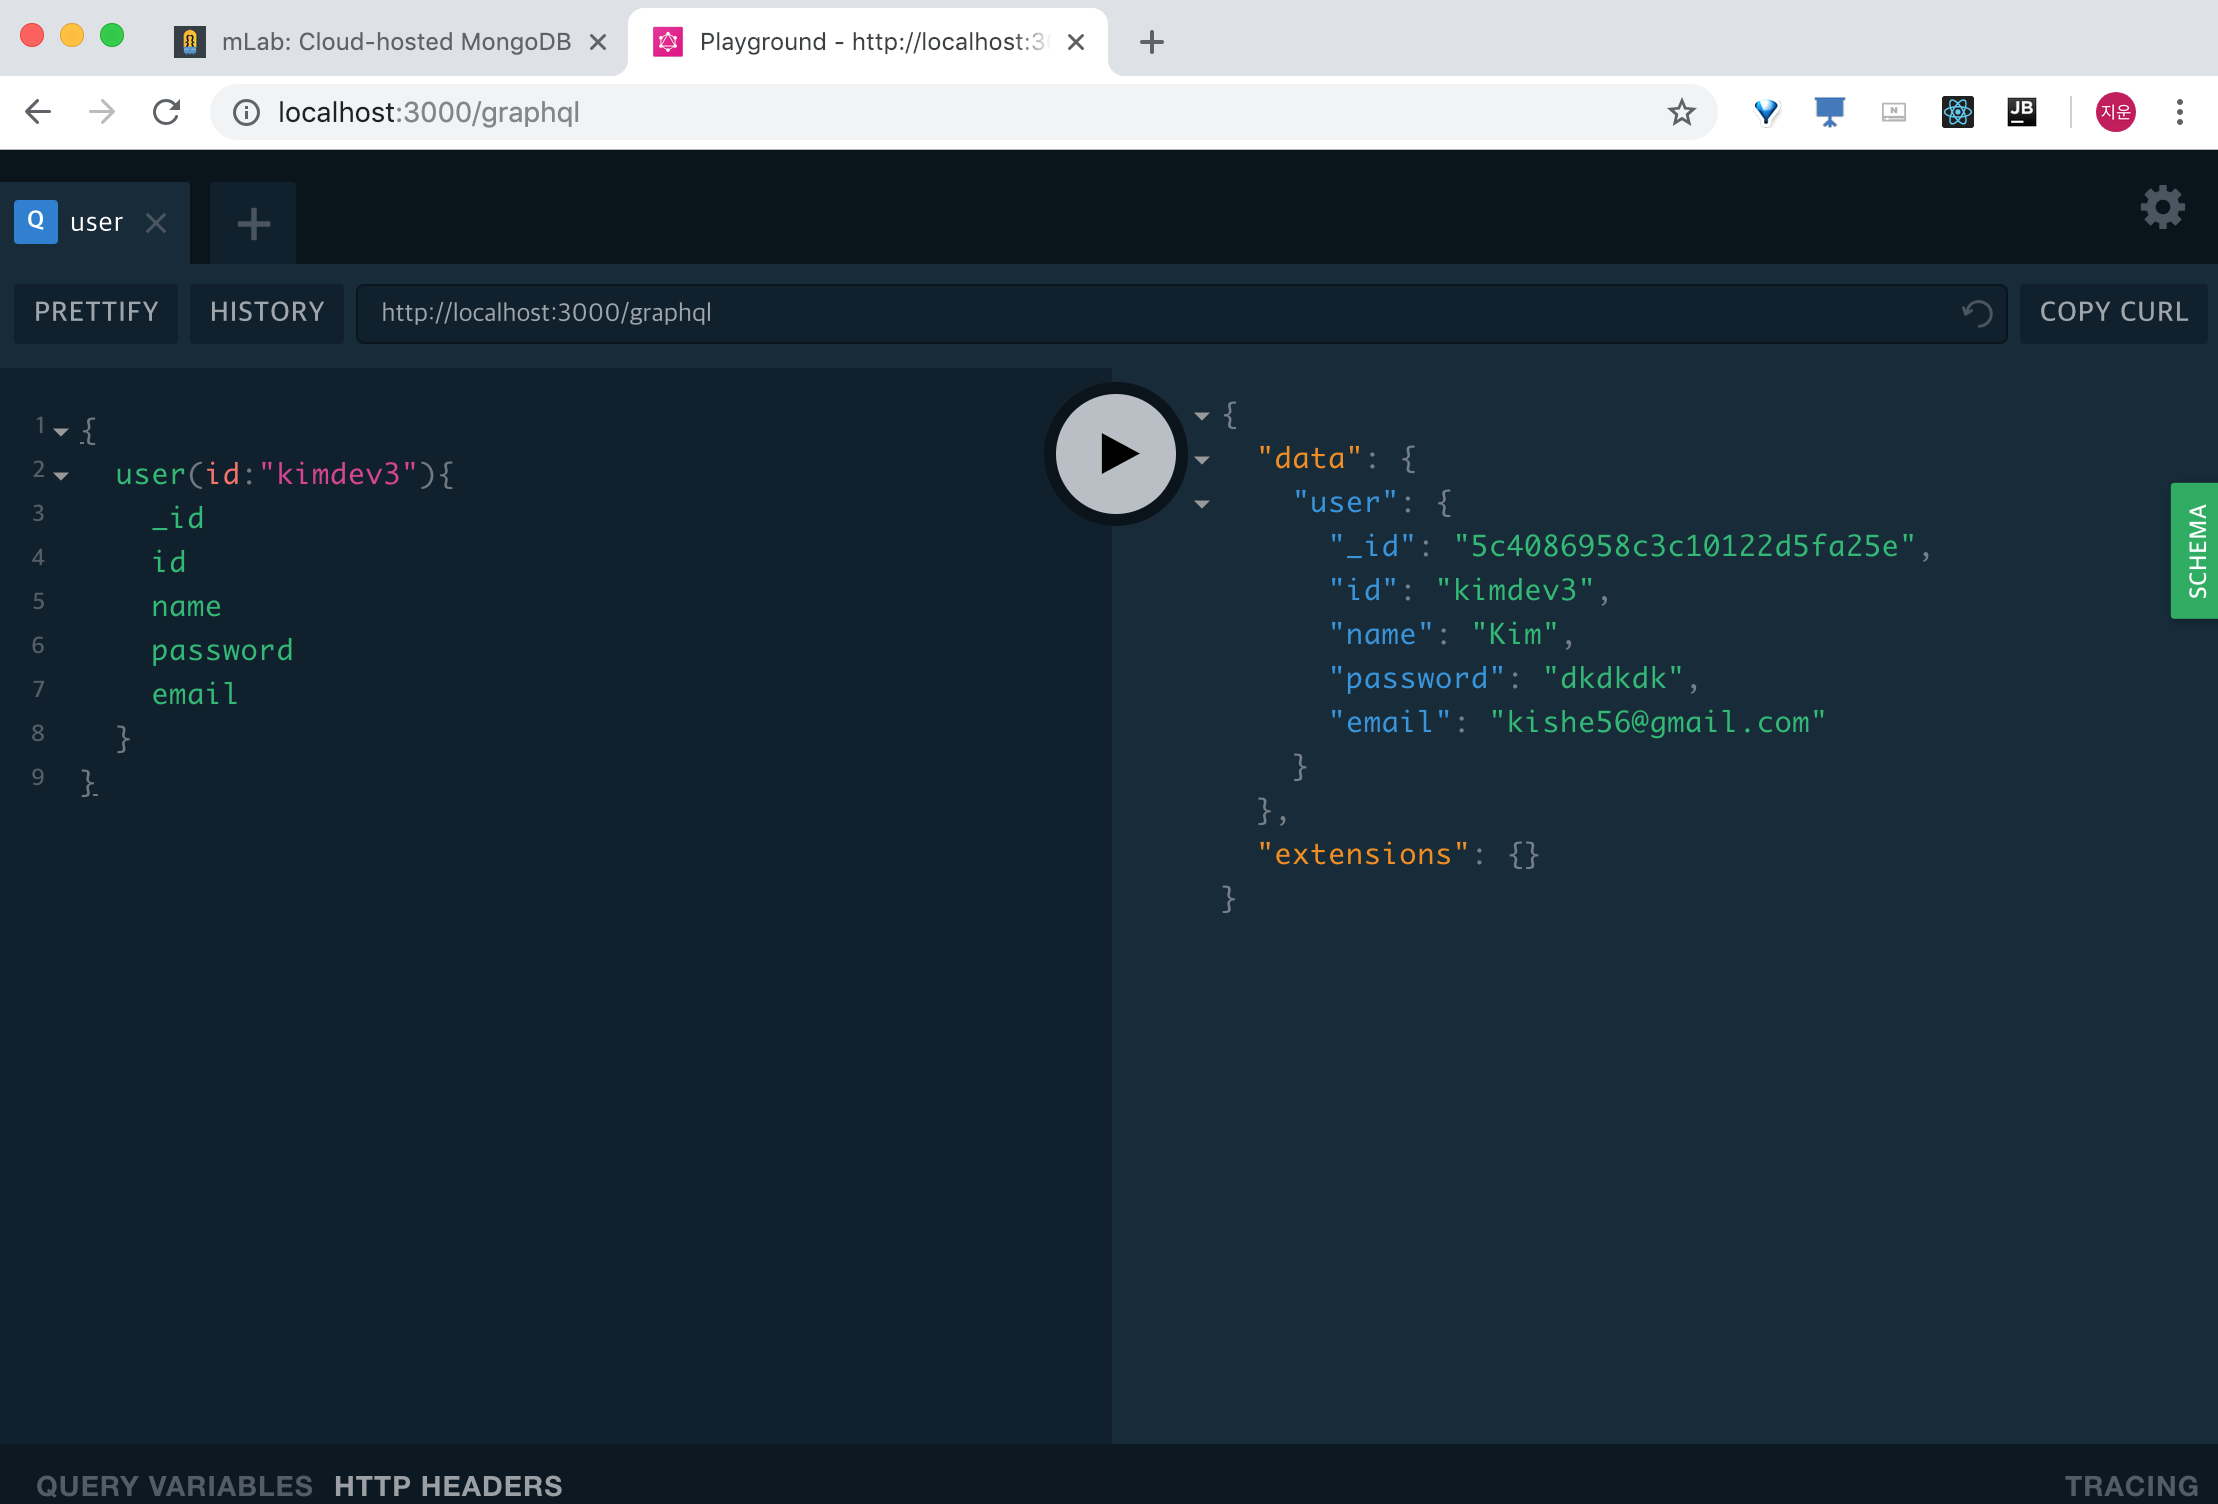 mLab: Cloud-hosted MongoDB
Playground - http://localhost:3
localhost:3000/graphql
N
JB
지운
Q user
PRETTIFY
HISTORY
http://localhost:3000/graphql
COPY CURL
1 {
2 user(id:"kimdev3"){
3 _id
4 id
5 name
6 password
7 email
8 }
9 }
{
"data": {
"user": {
"_id": "5c4086958c3c10122d5fa25e",
"id": "kimdev3",
"name": "Kim",
"password": "dkdkdk",
"email": "kishe56@gmail.com"
}
},
"extensions": {}
}
SCHEMA
QUERY VARIABLES HTTP HEADERS
TRACING